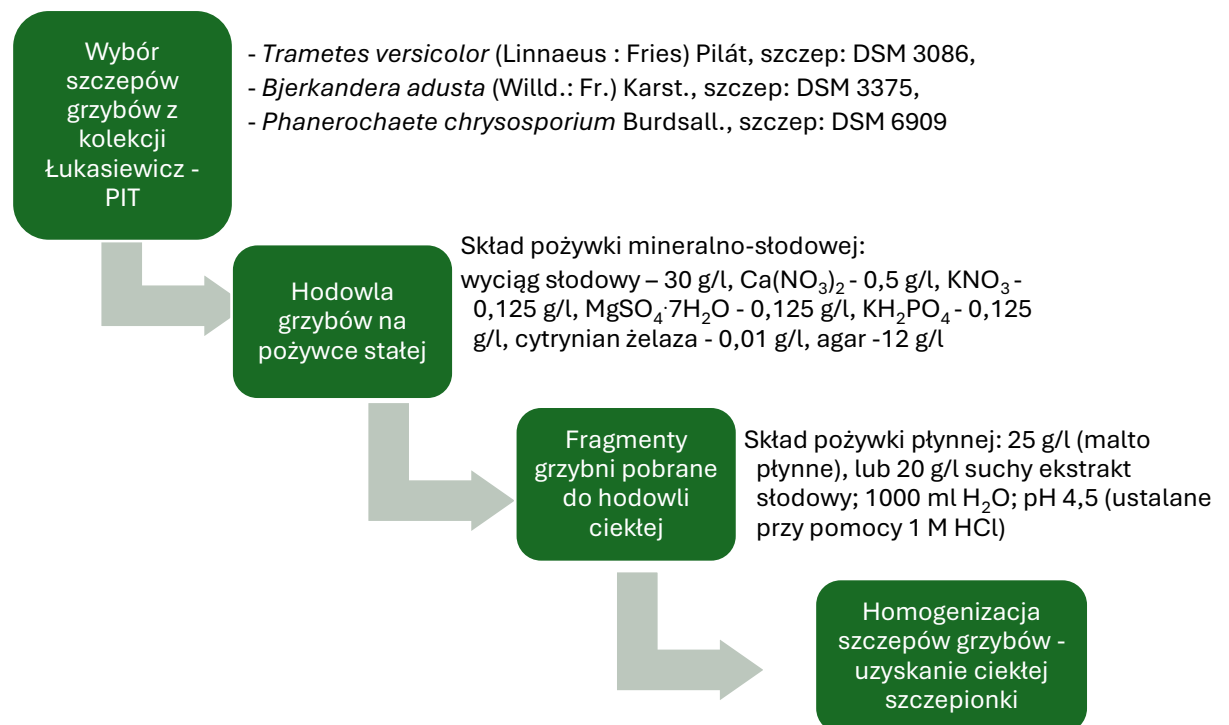 Wybór
szczepów
grzybów z
kolekcji
Łukasiewicz -
PIT
- Trametes versicolor (Linnaeus : Fries) Pilát, szczep: DSM 3086,
- Bjerkandera adusta (Willd.: Fr.) Karst., szczep: DSM 3375,
- Phanerochaete chrysosporium Burdsall., szczep: DSM 6909
Hodowla
grzybów na
pożywce stałej
Skład pożywki mineralno-słodowej:
wyciąg słodowy – 30 g/l, Ca(NO₃)₂ - 0,5 g/l, KNO₃ -
0,125 g/l, MgSO₄·7H₂O - 0,125 g/l, KH₂PO₄ - 0,125
g/l, cytrynian żelaza - 0,01 g/l, agar -12 g/l
Fragmenty
grzybni pobrane
do hodowli
ciekłej
Skład pożywki płynnej: 25 g/l (malto
płynne), lub 20 g/l suchy ekstrakt
słodowy; 1000 ml H₂O; pH 4,5 (ustalane
przy pomocy 1 M HCl)
Homogenizacja
szczepów grzybów -
uzyskanie ciekłej
szczepionki